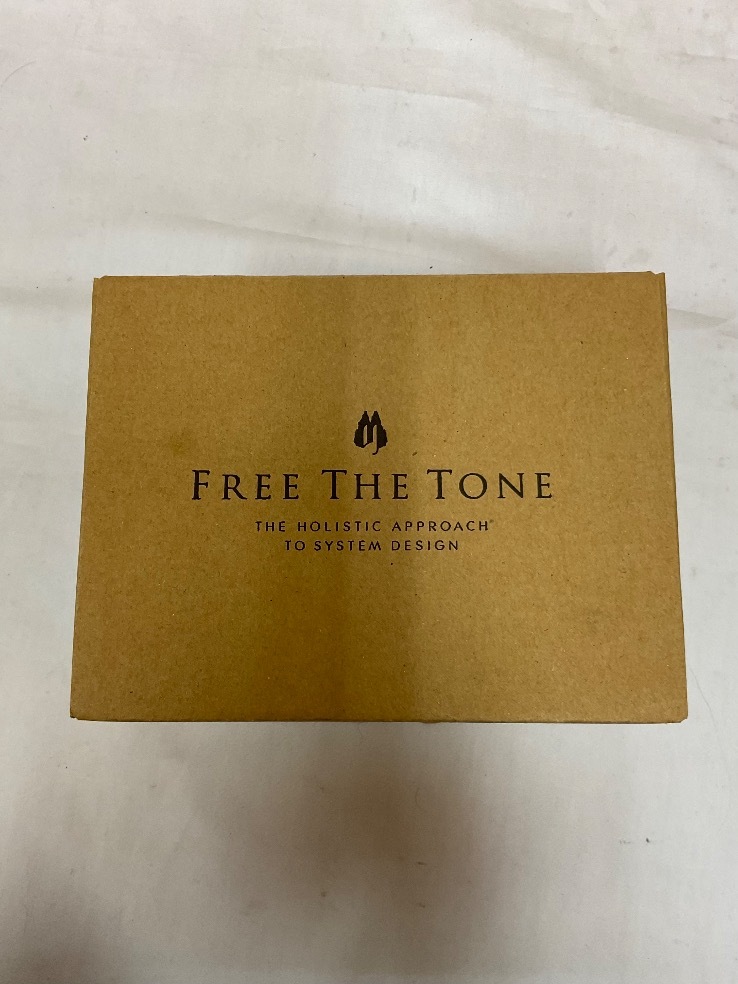 FREE THE TONE
THE HOLISTIC APPROACH®
TO SYSTEM DESIGN